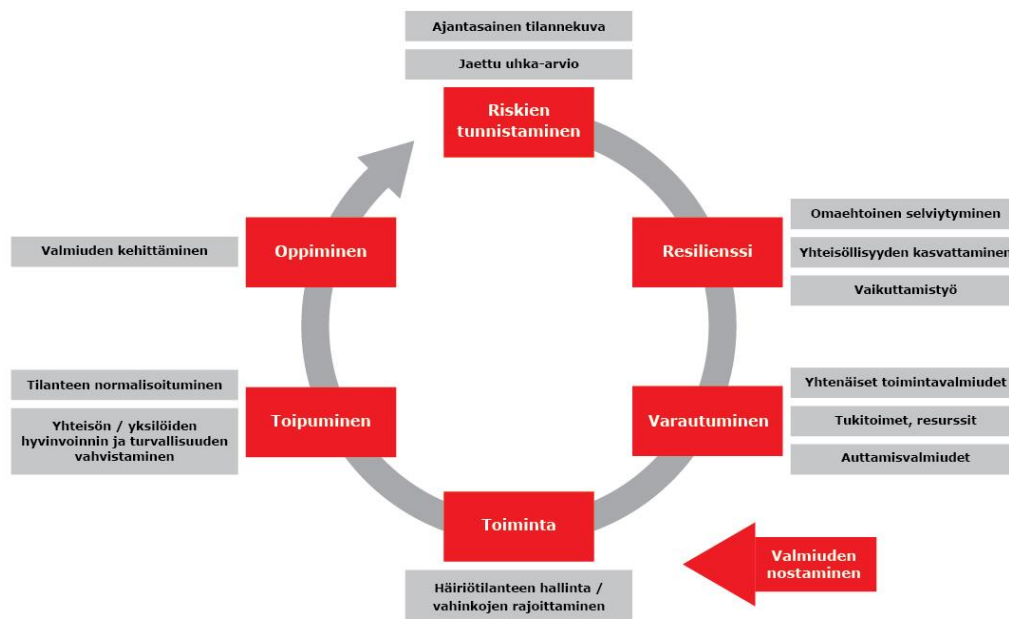 Ajantasainen tilannekuva
Jaettu uhka-arvio
Riskien
tunnistaminen
Omaehtoinen selviytyminen
Resilienssi
Yhteisöllisyyden kasvattaminen
Vaikuttamistyö
Yhtenäiset toimintavalmiudet
Varautuminen
Tukitoimet, resurssit
Auttamisvalmiudet
Valmiuden
nostaminen
Toiminta
Häiriötilanteen hallinta /
vahinkojen rajoittaminen
Tilanteen normalisoituminen
Toipuminen
Yhteisön / yksilöiden
hyvinvoinnin ja turvallisuuden
vahvistaminen
Valmiuden kehittäminen
Oppiminen